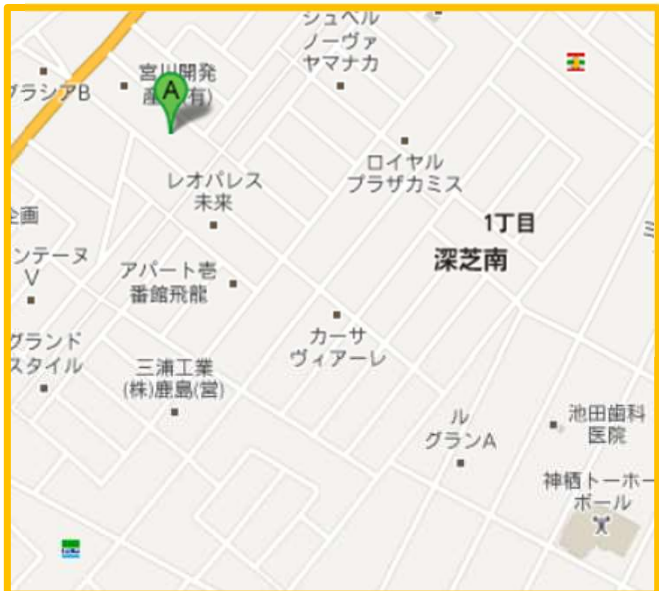 シュベル
ノーヴァ
ヤマナカ
宮川開発
産 (有)
A
グラシアB
ロイヤル
プラザカミス
レオパレス
未来
企画
1丁目
深芝南
ミ
ンテーヌ
V
アパート壱
番館飛龍
カーサ
ヴィアーレ
グランド
スタイル
三浦工業
(株)鹿島(営)
ル
グランA
池田歯科
医院
神栖トーホー
ボール